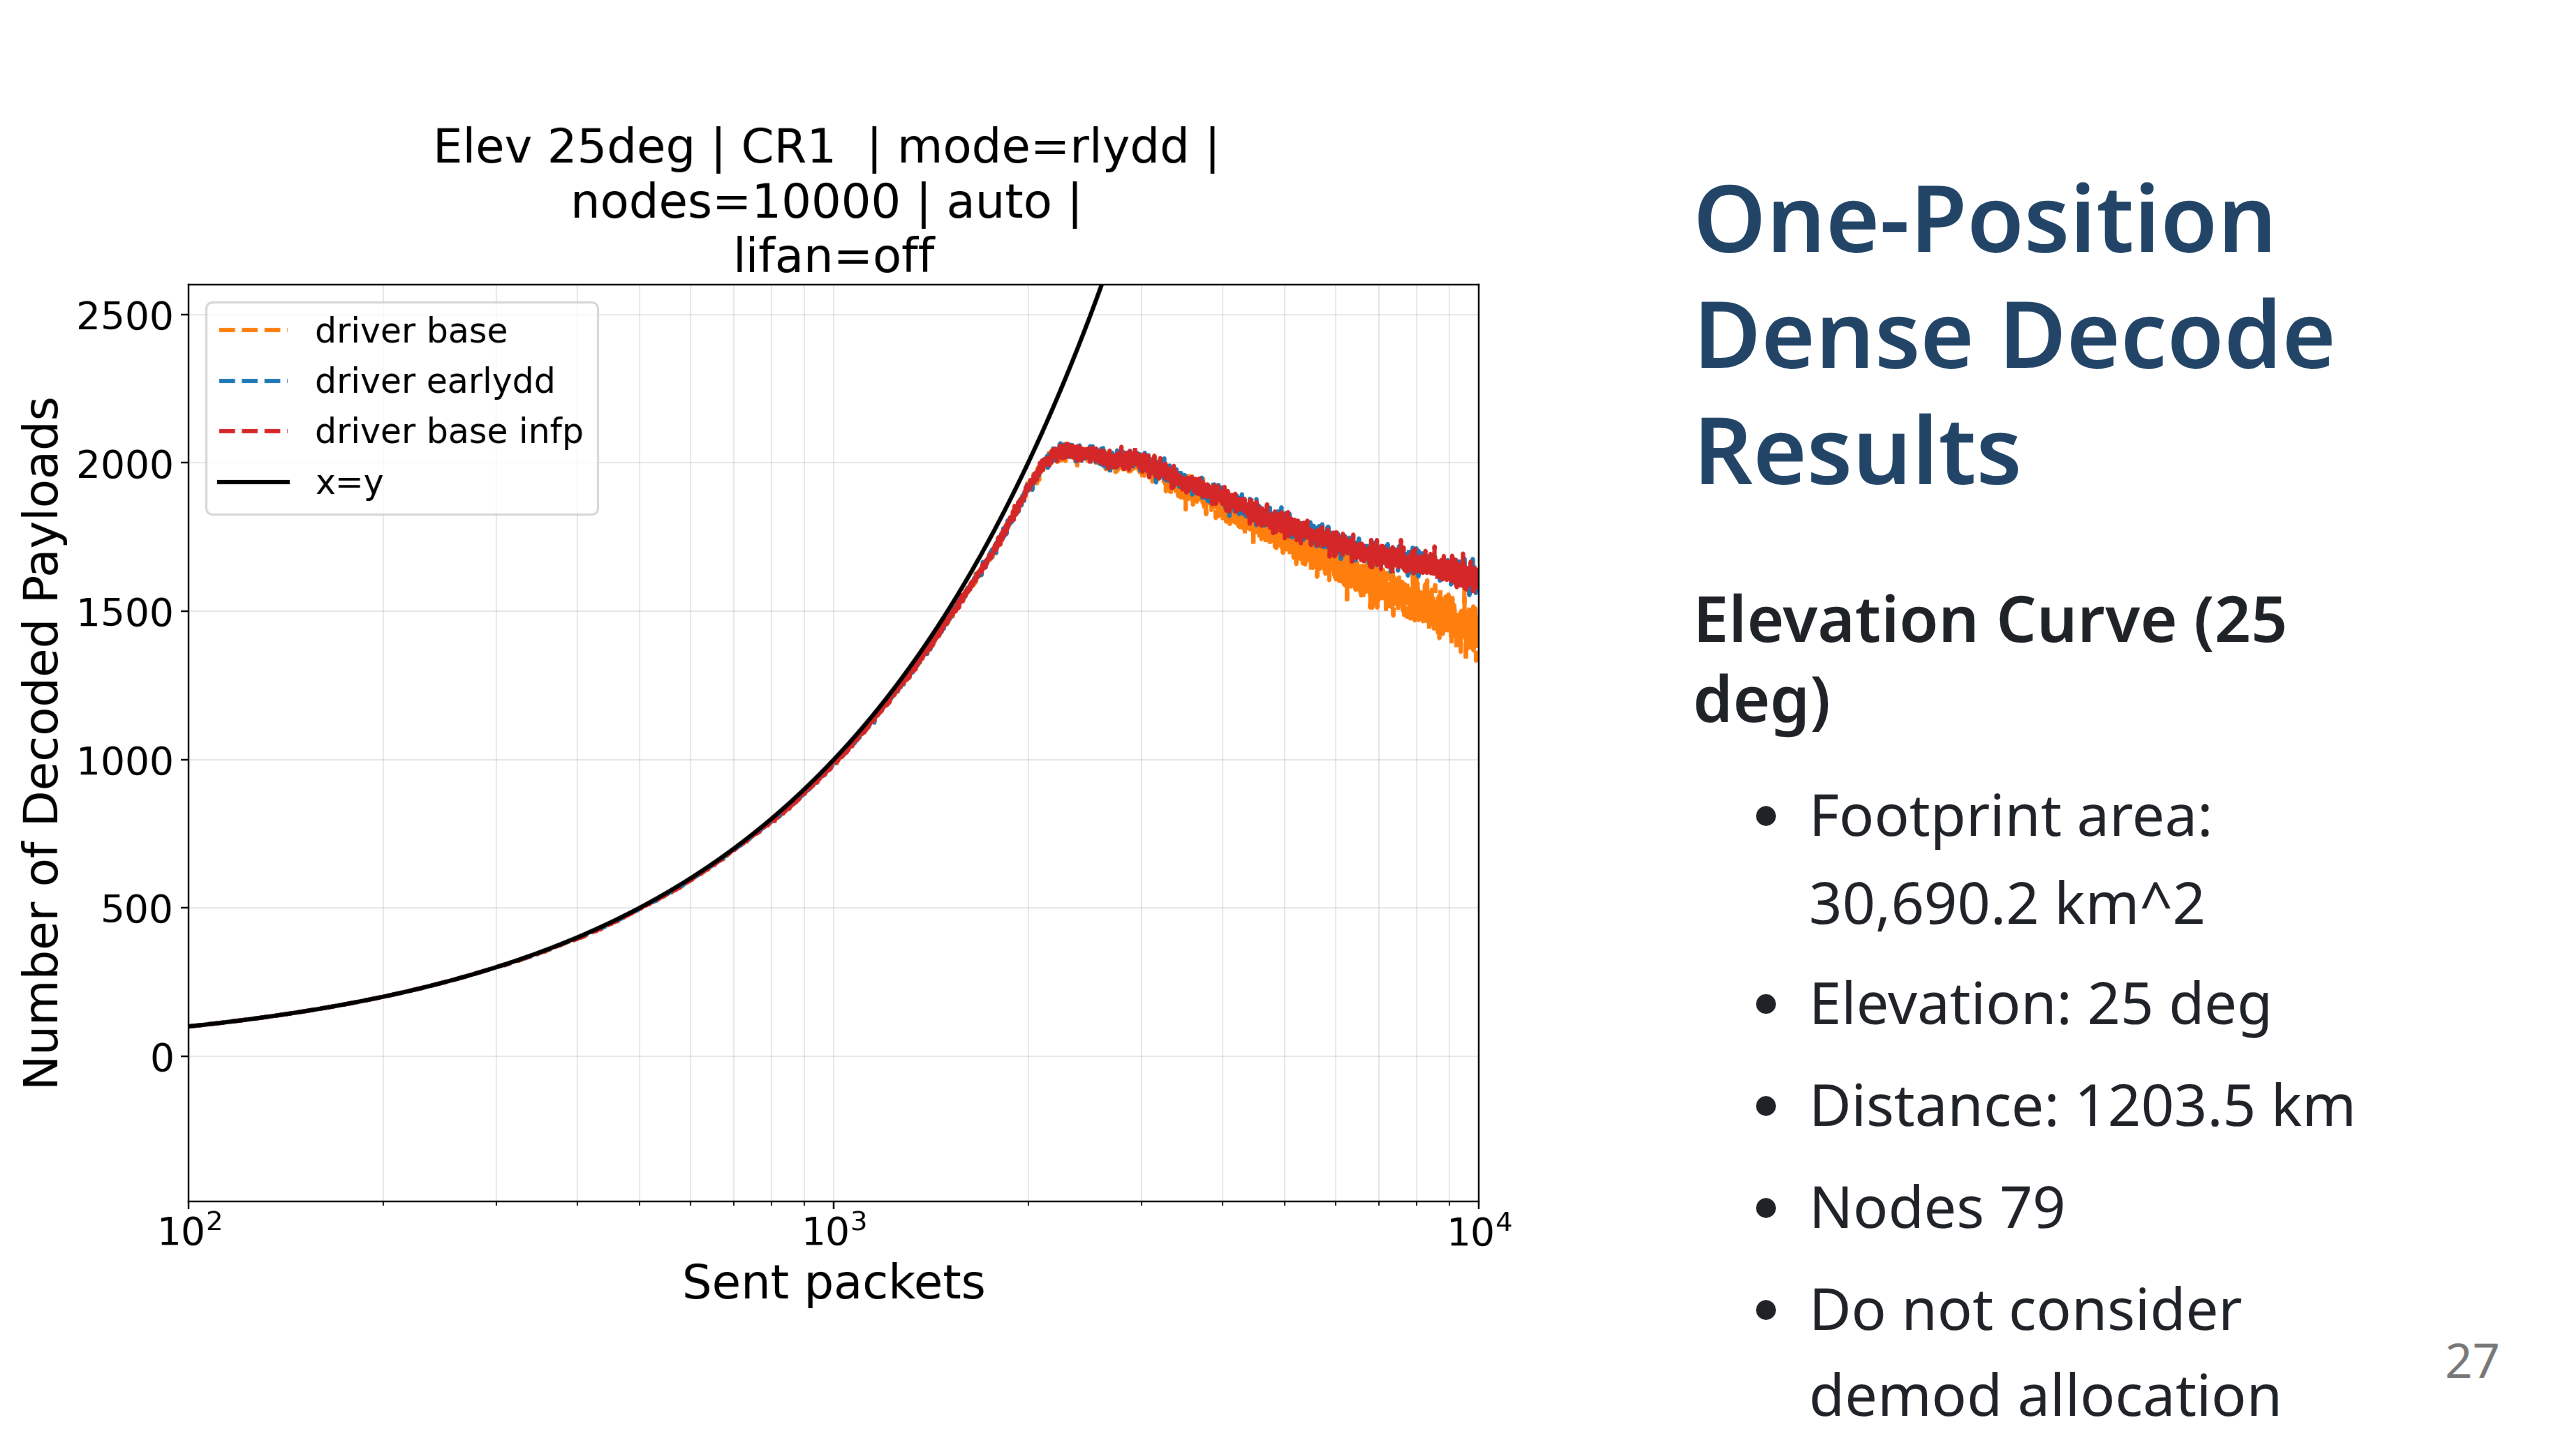 Elev 25deg | CR1  | mode=rlydd |
nodes=10000 | auto |
lifan=off
2500
2000
1500
1000
500
0
driver base
driver earlydd
driver base infp
x=y
Number of Decoded Payloads
10²
10³
10⁴
Sent packets
One-Position
Dense Decode
Results
Elevation Curve (25
deg)
• Footprint area:
30,690.2 km^2
• Elevation: 25 deg
• Distance: 1203.5 km
• Nodes 79
• Do not consider
demod allocation
27